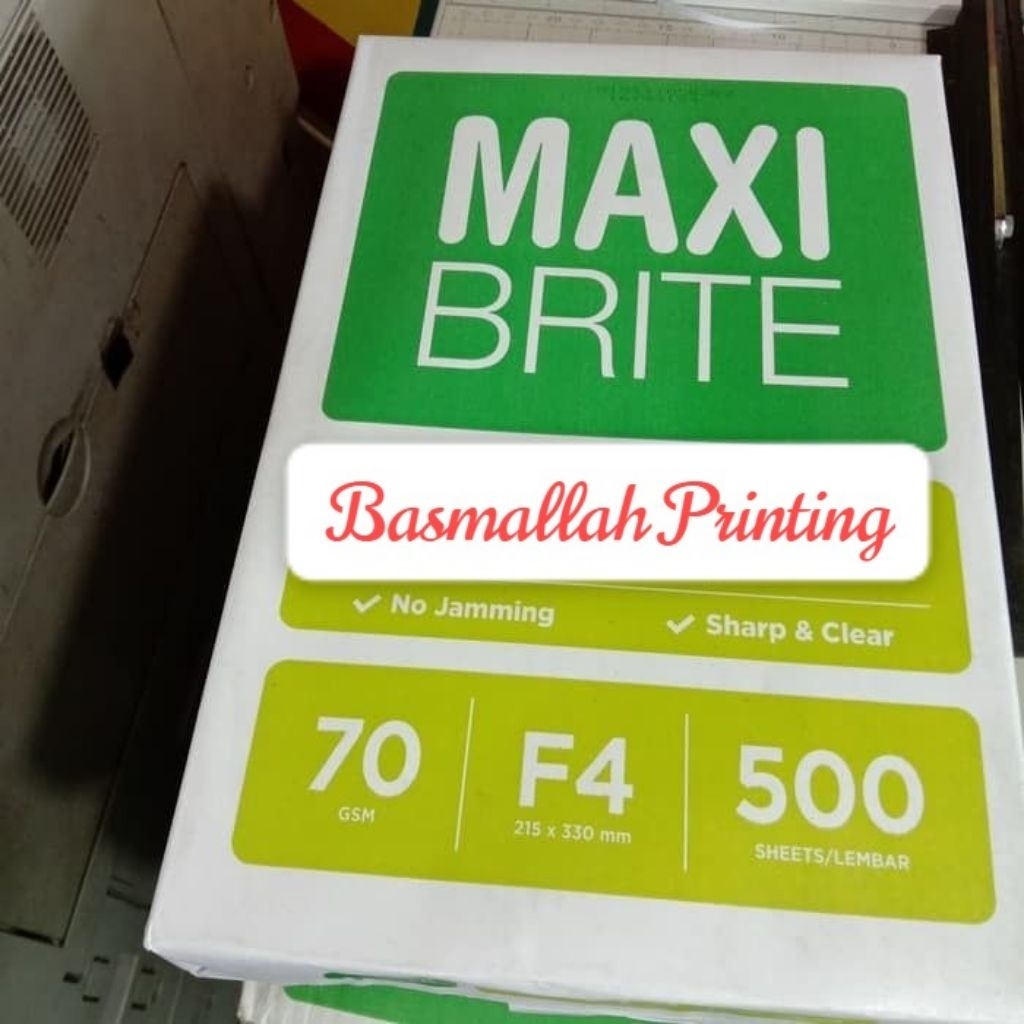 MAXI
BRITE
Basmallah Printing
✓ No Jamming
✓ Sharp & Clear
70
GSM
F4
215 x 330 mm
500
SHEETS/LEMBAR